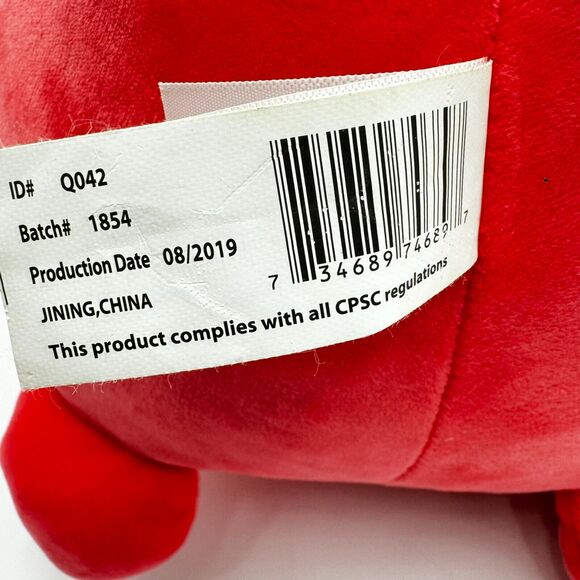 ID# Q042
Batch# 1854
Production Date 08/2019
JINING,CHINA
This product complies with all CPSC regulations
7 34689 74689 7